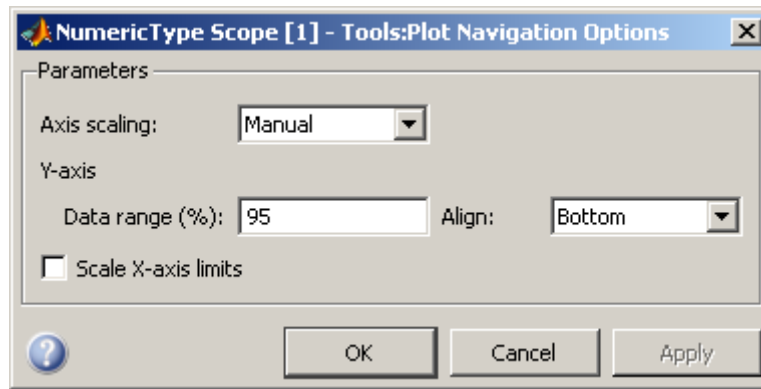 NumericType Scope [1] - Tools:Plot Navigation Options
Parameters
Axis scaling: Manual
Y-axis
Data range (%): 95 Align: Bottom
Scale X-axis limits
? OK Cancel Apply